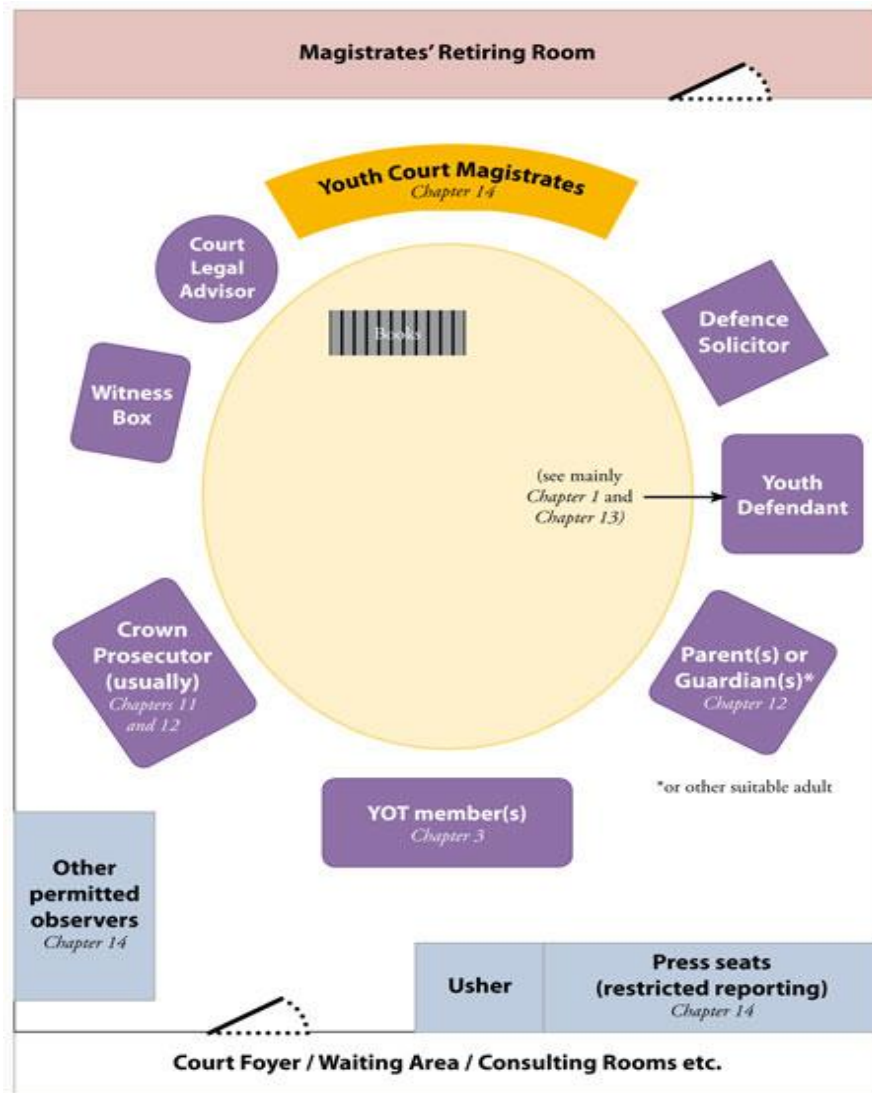 Magistrates' Retiring Room
Youth Court Magistrates
Chapter 14
Court
Legal
Advisor
Books
Defence
Solicitor
Witness
Box
(see mainly
Chapter 1 and
Chapter 13)
Youth
Defendant
Crown
Prosecutor
(usually)
Chapters 11
and 12
Parent(s) or
Guardian(s)*
Chapter 12
*or other suitable adult
YOT member(s)
Chapter 3
Other
permitted
observers
Chapter 14
Usher
Press seats
(restricted reporting)
Chapter 14
Court Foyer / Waiting Area / Consulting Rooms etc.